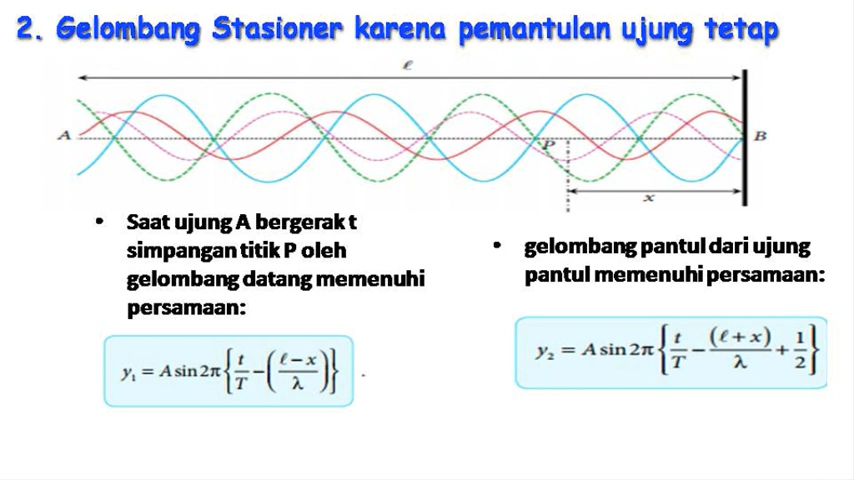 2. Gelombang Stasioner karena pemantulan ujung tetap
ℓ
A
P
B
x
• Saat ujung A bergerak t
simpangan titik P oleh
gelombang datang memenuhi
persamaan:
y₁ = A sin 2π {t/T − ((ℓ − x)/λ)}
.
• gelombang pantul dari ujung
pantul memenuhi persamaan:
y₂ = A sin 2π {t/T − (ℓ + x)/λ + 1/2}